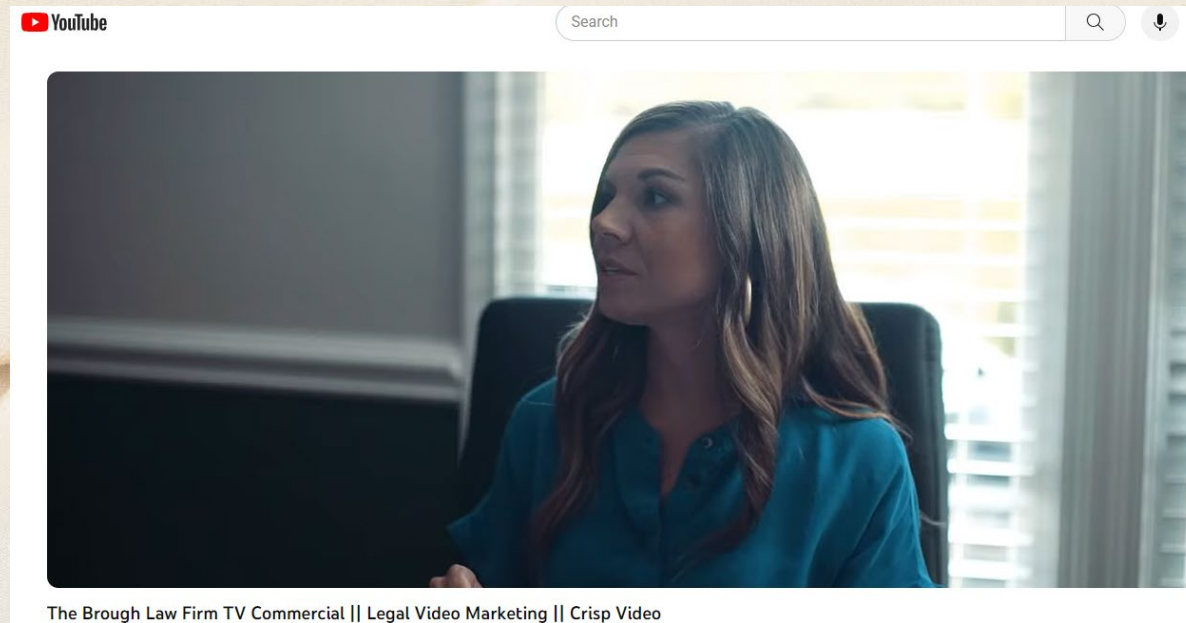 YouTube
Search
The Brough Law Firm TV Commercial || Legal Video Marketing || Crisp Video